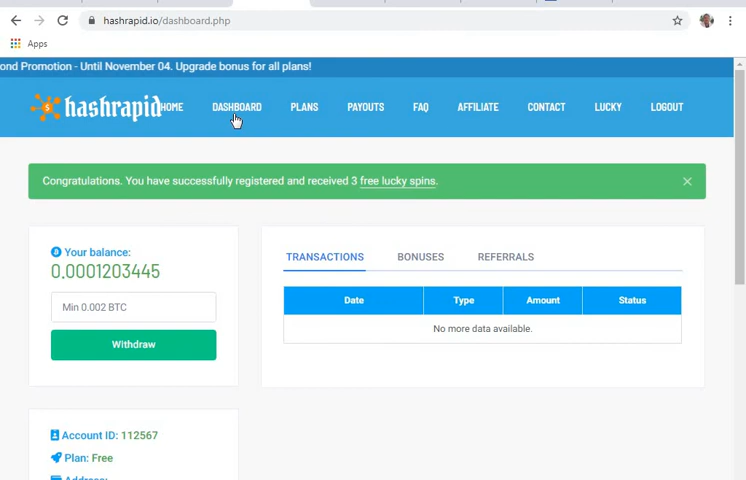 hashrapid.io/dashboard.php
Apps
ond Promotion - Until November 04. Upgrade bonus for all plans!
hashrapid HOME DASHBOARD PLANS PAYOUTS FAQ AFFILIATE CONTACT LUCKY LOGOUT
Congratulations. You have successfully registered and received 3 free lucky spins. ×
Your balance:
0.0001203445
Min 0.002 BTC
Withdraw
TRANSACTIONS BONUSES REFERRALS
Date Type Amount Status
No more data available.
Account ID: 112567
Plan: Free
Address: